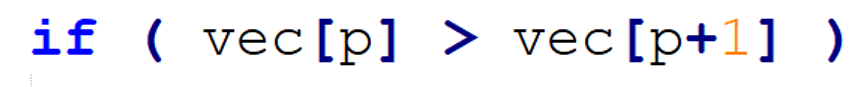 if ( vec[p] > vec[p+1] )